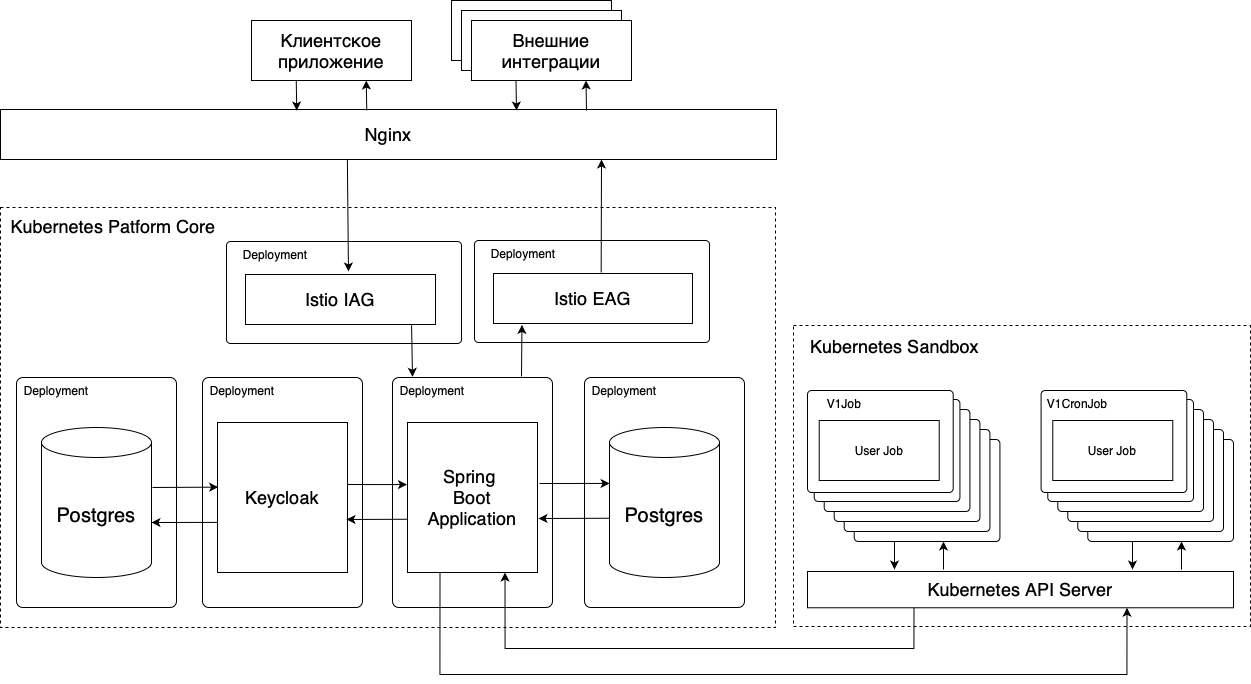 Клиентское
приложение
Внешние
интеграции
Nginx
Kubernetes Patform Core
Deployment
Istio IAG
Deployment
Istio EAG
Deployment
Postgres
Deployment
Keycloak
Deployment
Spring
Boot
Application
Deployment
Postgres
Kubernetes Sandbox
V1Job
User Job
V1CronJob
User Job
Kubernetes API Server